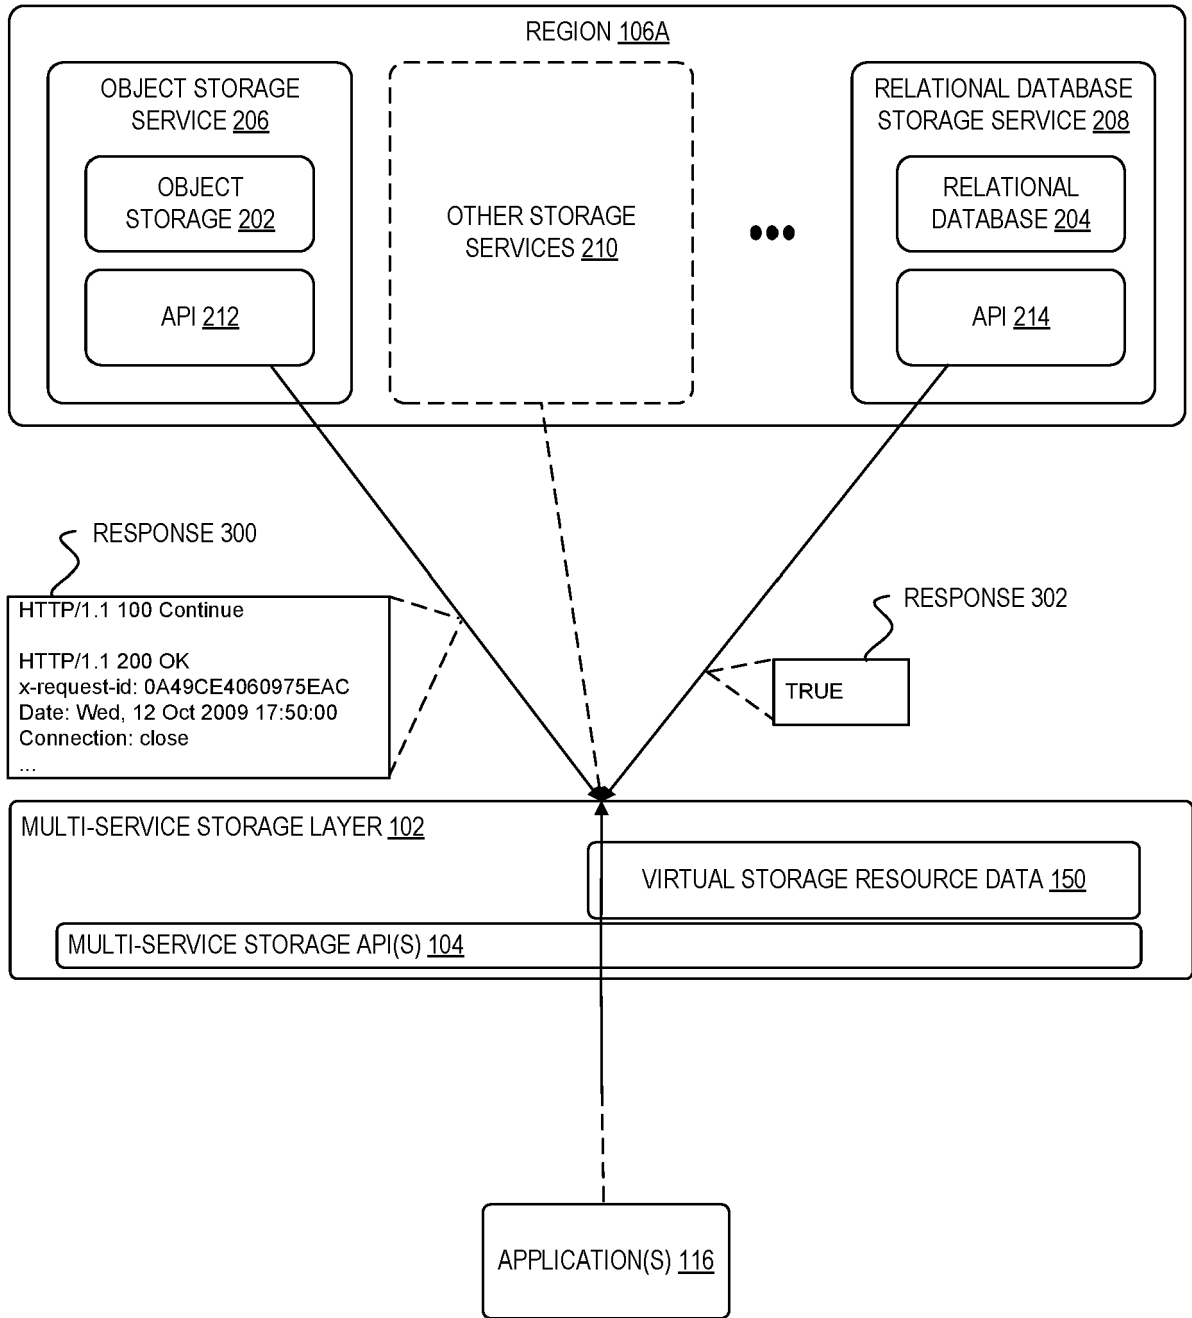 REGION 106A
OBJECT STORAGE
SERVICE 206
OBJECT
STORAGE 202
API 212
OTHER STORAGE
SERVICES 210
RELATIONAL DATABASE
STORAGE SERVICE 208
RELATIONAL
DATABASE 204
API 214
RESPONSE 300
HTTP/1.1 100 Continue
HTTP/1.1 200 OK
x-request-id: 0A49CE4060975EAC
Date: Wed, 12 Oct 2009 17:50:00
Connection: close
...
RESPONSE 302
TRUE
MULTI-SERVICE STORAGE LAYER 102
VIRTUAL STORAGE RESOURCE DATA 150
MULTI-SERVICE STORAGE API(S) 104
APPLICATION(S) 116